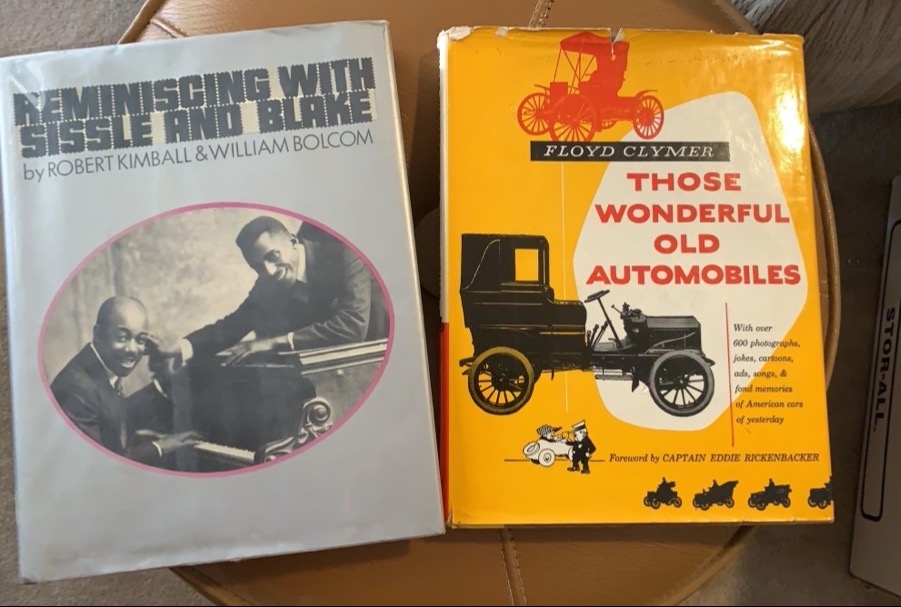 REMINISCING WITH
SISSLE AND BLAKE
by ROBERT KIMBALL & WILLIAM BOLCOM
FLOYD CLYMER
THOSE
WONDERFUL
OLD
AUTOMOBILES
With over
600 photographs,
jokes, cartoons,
ads, songs, &
fond memories
of American cars
of yesterday
Foreword by CAPTAIN EDDIE RICKENBACKER
STOR-ALL